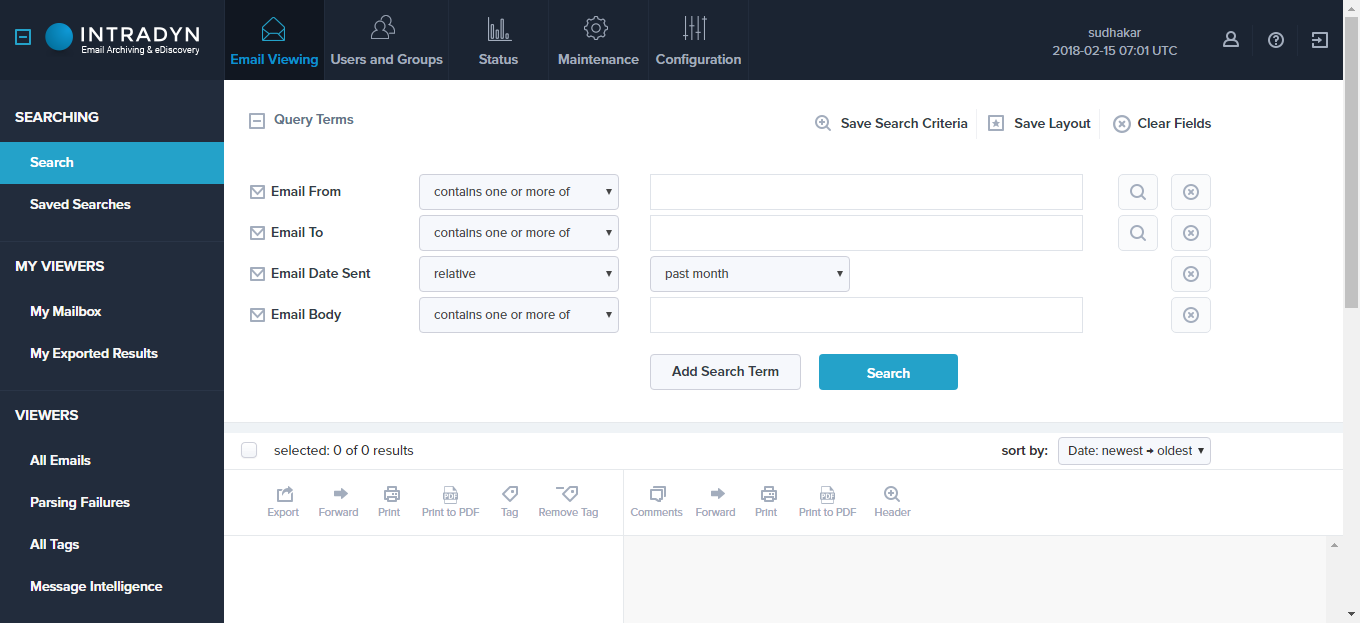 INTRADYN
Email Archiving & eDiscovery
Email Viewing
Users and Groups
Status
Maintenance
Configuration
sudhakar
2018-02-15 07:01 UTC
SEARCHING
Search
Saved Searches
MY VIEWERS
My Mailbox
My Exported Results
VIEWERS
All Emails
Parsing Failures
All Tags
Message Intelligence
Query Terms
Save Search Criteria
Save Layout
Clear Fields
Email From contains one or more of
Email To contains one or more of
Email Date Sent relative past month
Email Body contains one or more of
Add Search Term Search
selected: 0 of 0 results
sort by: Date: newest → oldest
Export Forward Print Print to PDF Tag Remove Tag
Comments Forward Print Print to PDF Header